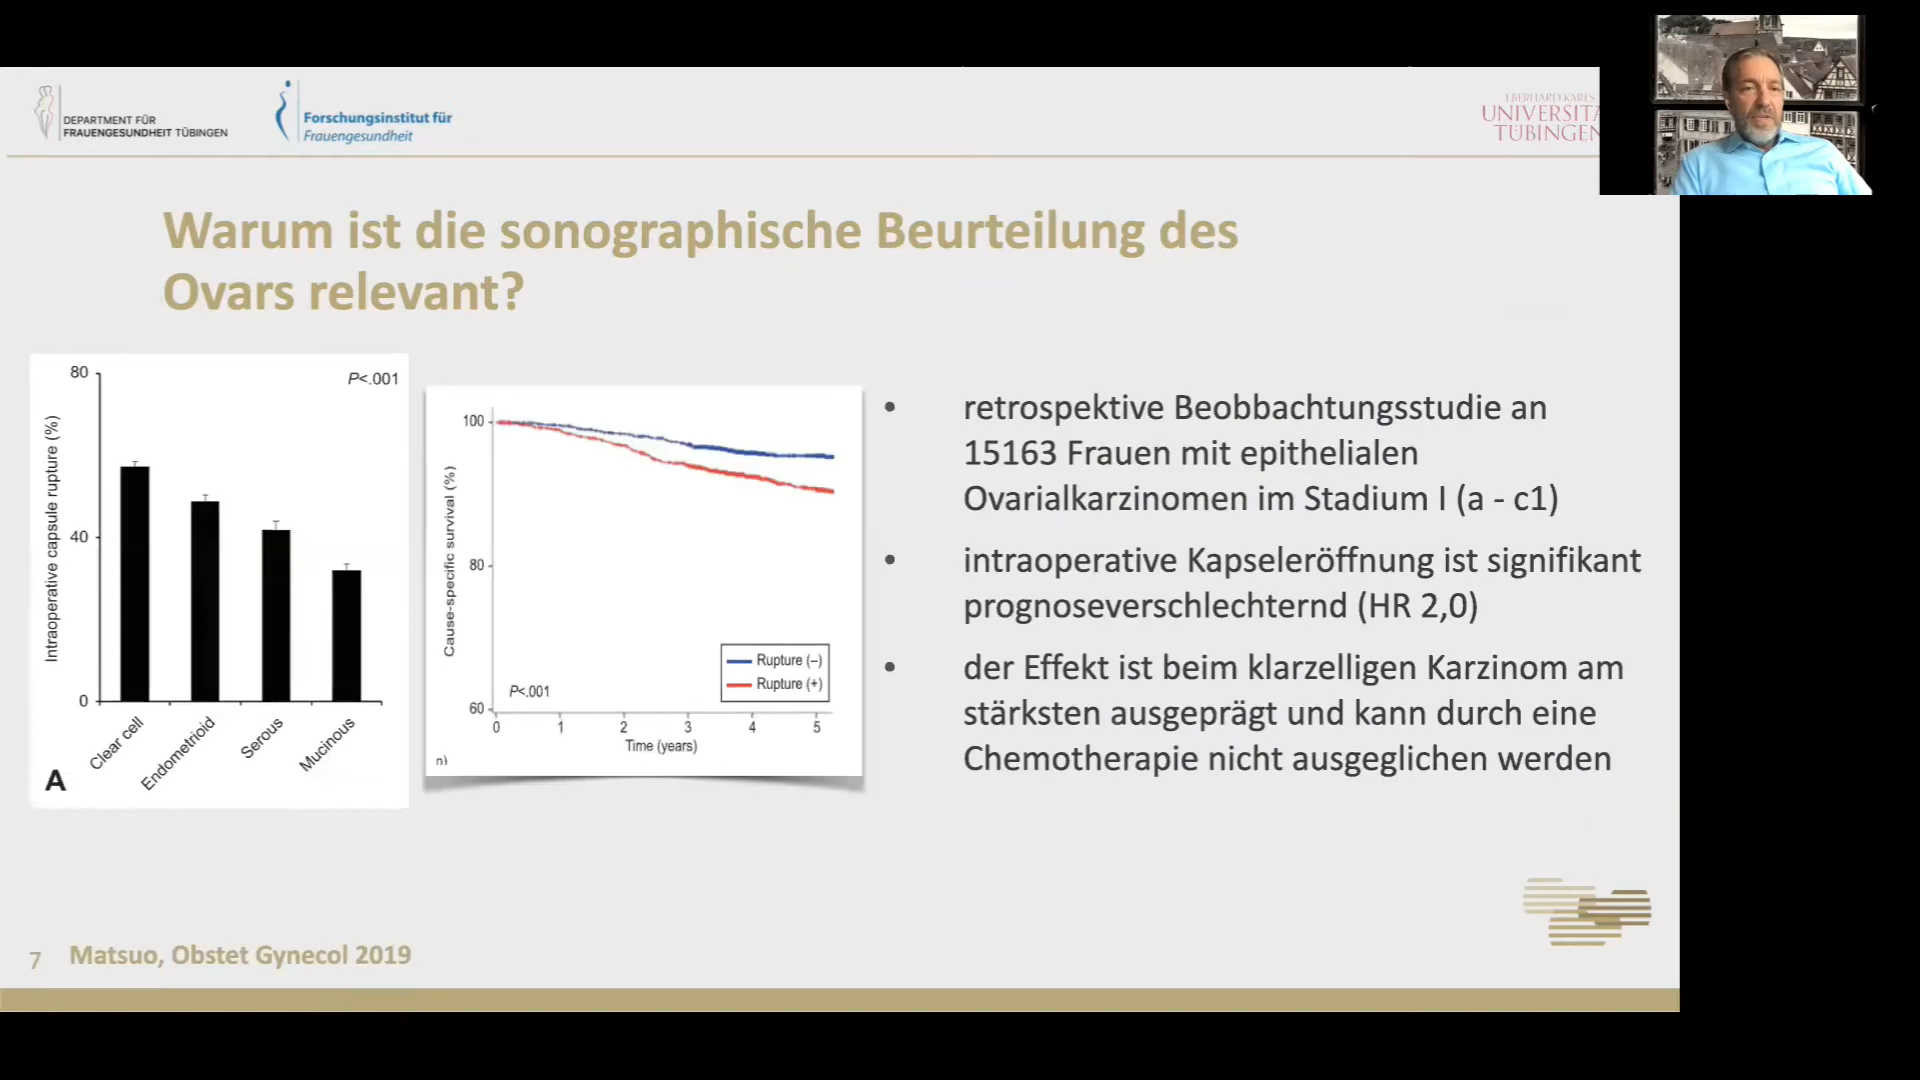 DEPARTMENT FÜR
FRAUENGESUNDHEIT TÜBINGEN
Forschungsinstitut für
Frauengesundheit
EBERHARD KARLS
UNIVERSITÄ
TÜBINGEN
Warum ist die sonographische Beurteilung des
Ovars relevant?
80
40
0
P<.001
Intraoperative capsule rupture (%)
Clear cell
Endometrioid
Serous
Mucinous
A
100
80
60
Cause-specific survival (%)
Rupture (–)
Rupture (+)
P<.001
0 1 2 3 4 5
Time (years)
n)
• retrospektive Beobbachtungsstudie an
15163 Frauen mit epithelialen
Ovarialkarzinomen im Stadium I (a - c1)
• intraoperative Kapseleröffnung ist signifikant
prognoseverschlechternd (HR 2,0)
• der Effekt ist beim klarzelligen Karzinom am
stärksten ausgeprägt und kann durch eine
Chemotherapie nicht ausgeglichen werden
7 Matsuo, Obstet Gynecol 2019